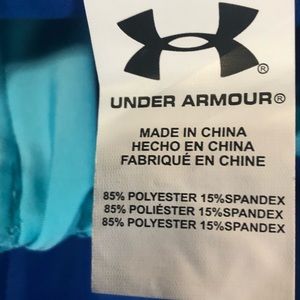 ®
UNDER ARMOUR®
MADE IN CHINA
HECHO EN CHINA
FABRIQUÉ EN CHINE
85% POLYESTER 15%SPANDEX
85% POLIÉSTER 15%SPANDEX
85% POLYESTER 15%SPANDEX